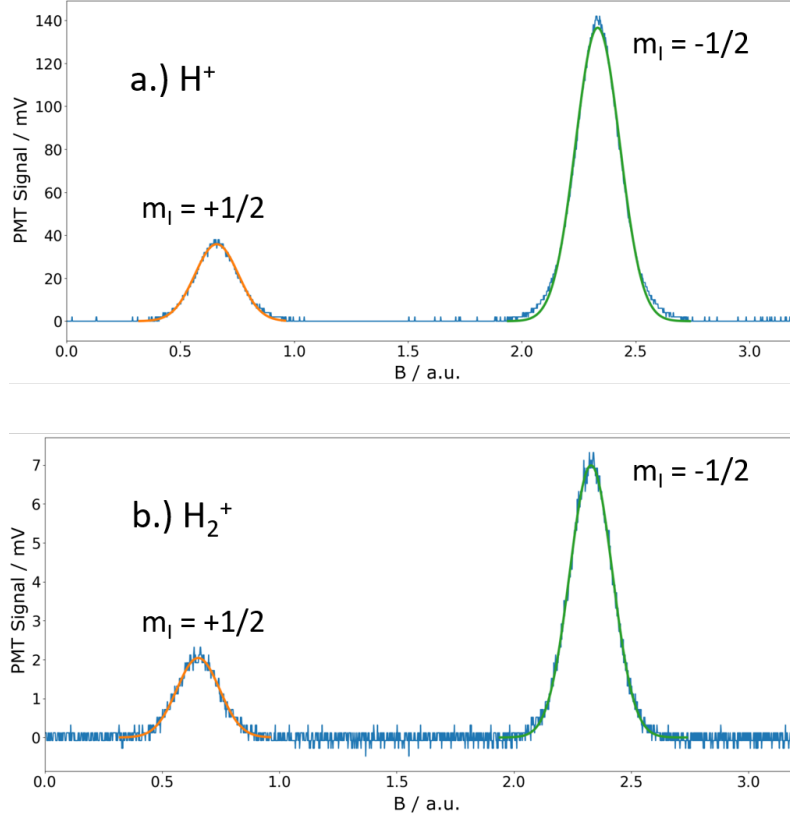 140
120
100
80
60
40
20
0
PMT Signal / mV
a.) H⁺
m_I = +1/2
m_I = -1/2
0.0 0.5 1.0 1.5 2.0 2.5 3.0
B / a.u.
7
6
5
4
3
2
1
0
PMT Signal / mV
b.) H₂⁺
m_I = +1/2
m_I = -1/2
0.0 0.5 1.0 1.5 2.0 2.5 3.0
B / a.u.